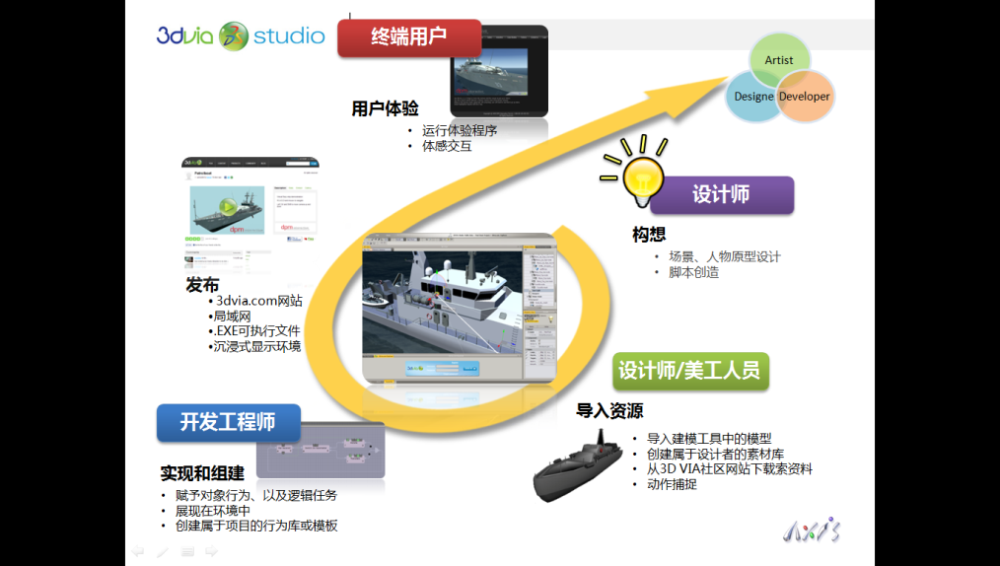 3dvia studio
终端用户
用户体验
• 运行体验程序
• 体感交互
Artist
Designe
Developer
设计师
构想
• 场景、人物原型设计
• 脚本创造
发布
•3dvia.com网站
•局域网
•.EXE可执行文件
•沉浸式显示环境
设计师/美工人员
导入资源
• 导入建模工具中的模型
• 创建属于设计者的素材库
• 从3D VIA社区网站下载索资料
• 动作捕捉
开发工程师
实现和组建
• 赋予对象行为、以及逻辑任务
• 展现在环境中
• 创建属于项目的行为库或模板
AXIS